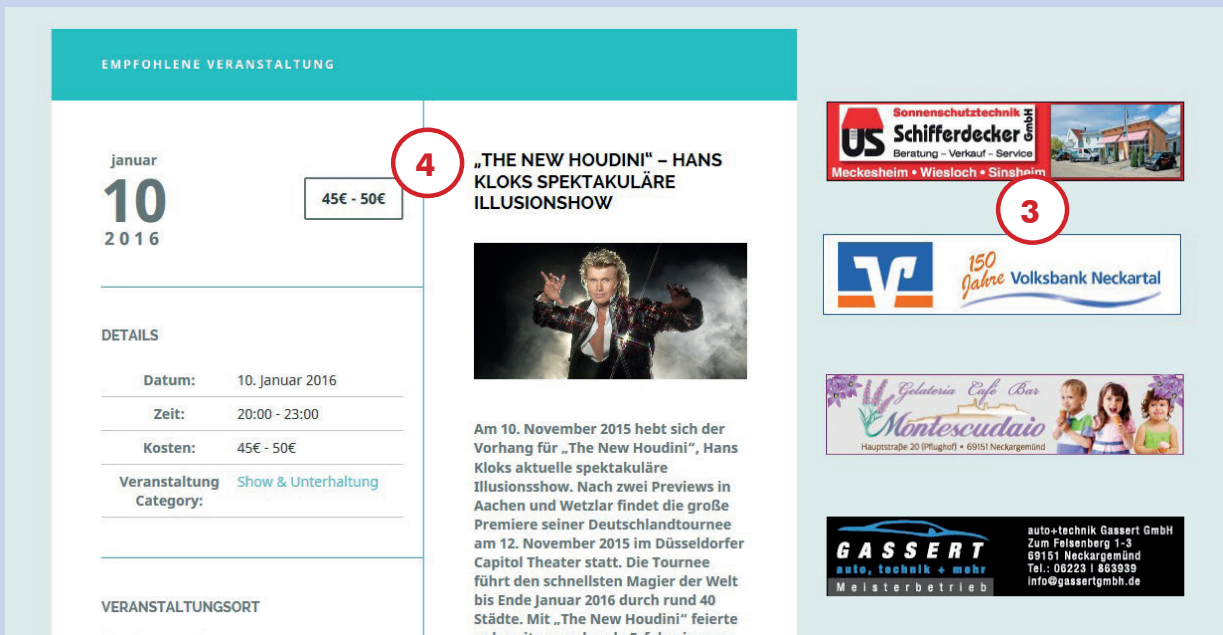 EMPFOHLENE VERANSTALTUNG
januar
10
2016
45€ - 50€
4
„THE NEW HOUDINI“ – HANS
KLOKS SPEKTAKULÄRE
ILLUSIONSHOW
DETAILS
Datum: 10. Januar 2016
Zeit: 20:00 - 23:00
Kosten: 45€ - 50€
Veranstaltung Show & Unterhaltung
Category:
VERANSTALTUNGSORT
Am 10. November 2015 hebt sich der
Vorhang für „The New Houdini“, Hans
Kloks aktuelle spektakuläre
Illusionsshow. Nach zwei Previews in
Aachen und Wetzlar findet die große
Premiere seiner Deutschlandtournee
am 12. November 2015 im Düsseldorfer
Capitol Theater statt. Die Tournee
führt den schnellsten Magier der Welt
bis Ende Januar 2016 durch rund 40
Städte. Mit „The New Houdini“ feierte
US
Sonnenschutztechnik
Schifferdecker GmbH
Beratung – Verkauf – Service
Meckesheim • Wiesloch • Sinsheim
3
150
Jahre Volksbank Neckartal
Gelateria Cafe Bar
Montescudaio
Hauptstraße 20 (Pflughof) • 69151 Neckargemünd
GASSERT
auto, technik + mehr
Meisterbetrieb
auto+technik Gassert GmbH
Zum Felsenberg 1-3
69151 Neckargemünd
Tel.: 06223 | 863939
info@gassertgmbh.de